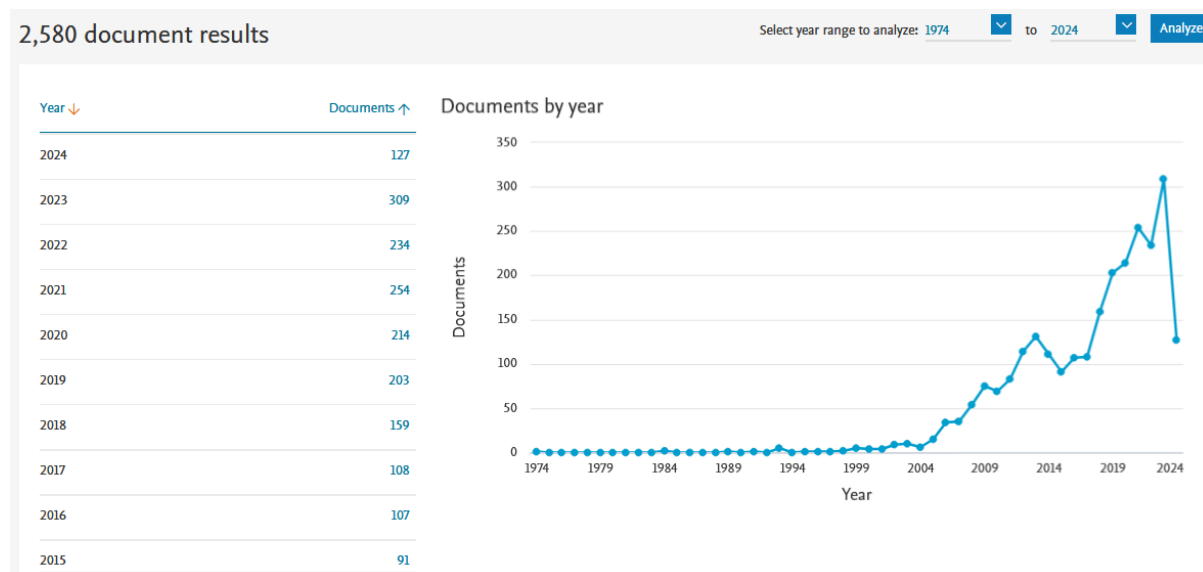 2,580 document results
Select year range to analyze: 1974 to 2024 Analyze
Year Documents
2024 127
2023 309
2022 234
2021 254
2020 214
2019 203
2018 159
2017 108
2016 107
2015 91
Documents by year
350
300
250
200
150
100
50
0
Documents
1974 1979 1984 1989 1994 1999 2004 2009 2014 2019 2024
Year